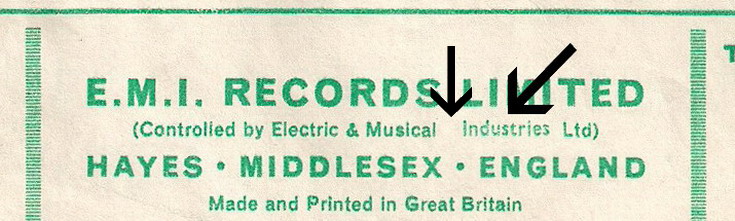 E.M.I. RECORDS LIMITED
(Controlled by Electric & Musical Industries Ltd)
HAYES • MIDDLESEX • ENGLAND
Made and Printed in Great Britain